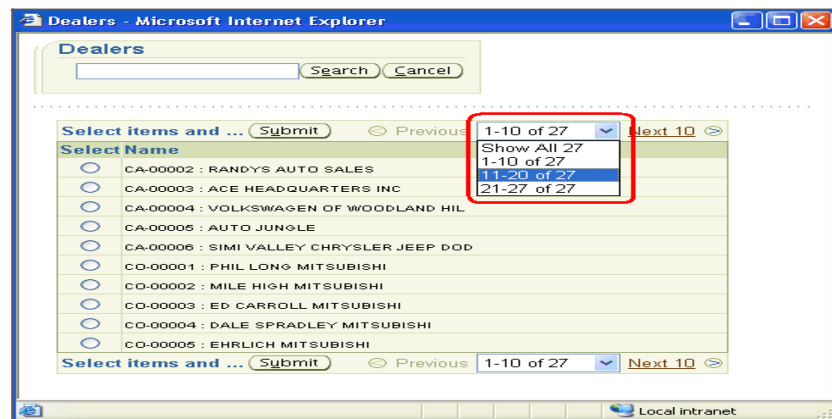 Dealers - Microsoft Internet Explorer
Dealers
Search Cancel
Select items and ... Submit Previous 1-10 of 27 Next 10
Show All 27
1-10 of 27
11-20 of 27
21-27 of 27
Select Name
CA-00002 : RANDYS AUTO SALES
CA-00003 : ACE HEADQUARTERS INC
CA-00004 : VOLKSWAGEN OF WOODLAND HIL
CA-00005 : AUTO JUNGLE
CA-00006 : SIMI VALLEY CHRYSLER JEEP DOD
CO-00001 : PHIL LONG MITSUBISHI
CO-00002 : MILE HIGH MITSUBISHI
CO-00003 : ED CARROLL MITSUBISHI
CO-00004 : DALE SPRADLEY MITSUBISHI
CO-00005 : EHRLICH MITSUBISHI
Select items and ... Submit Previous 1-10 of 27 Next 10
Local intranet